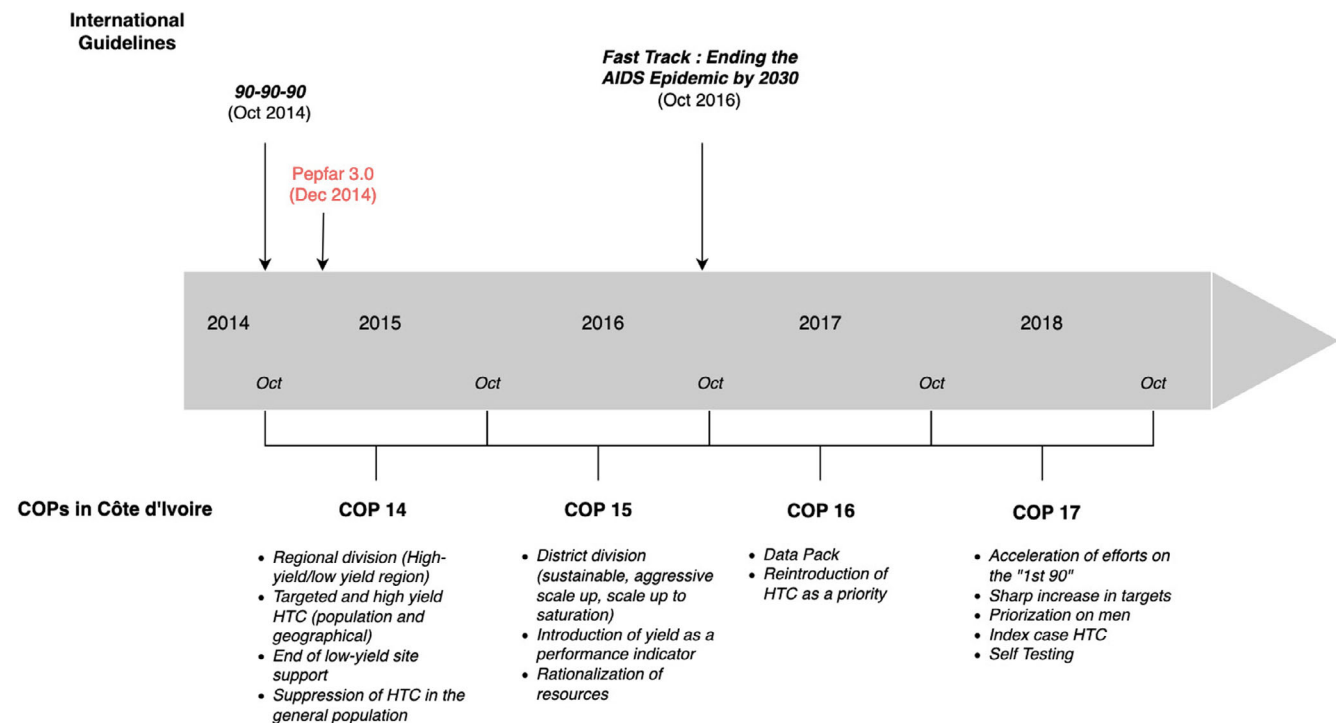 International
Guidelines
Fast Track : Ending the
AIDS Epidemic by 2030
(Oct 2016)
90-90-90
(Oct 2014)
Pepfar 3.0
(Dec 2014)
2014
2015
2016
2017
2018
Oct
Oct
Oct
Oct
Oct
COPs in Côte d'Ivoire
COP 14
COP 15
COP 16
COP 17
• Regional division (High-
yield/low yield region)
• Targeted and high yield
HTC (population and
geographical)
• End of low-yield site
support
• Suppression of HTC in the
general population
• District division
(sustainable, aggressive
scale up, scale up to
saturation)
• Introduction of yield as a
performance indicator
• Rationalization of
resources
• Data Pack
• Reintroduction of
HTC as a priority
• Acceleration of efforts on
the "1st 90"
• Sharp increase in targets
• Priorization on men
• Index case HTC
• Self Testing